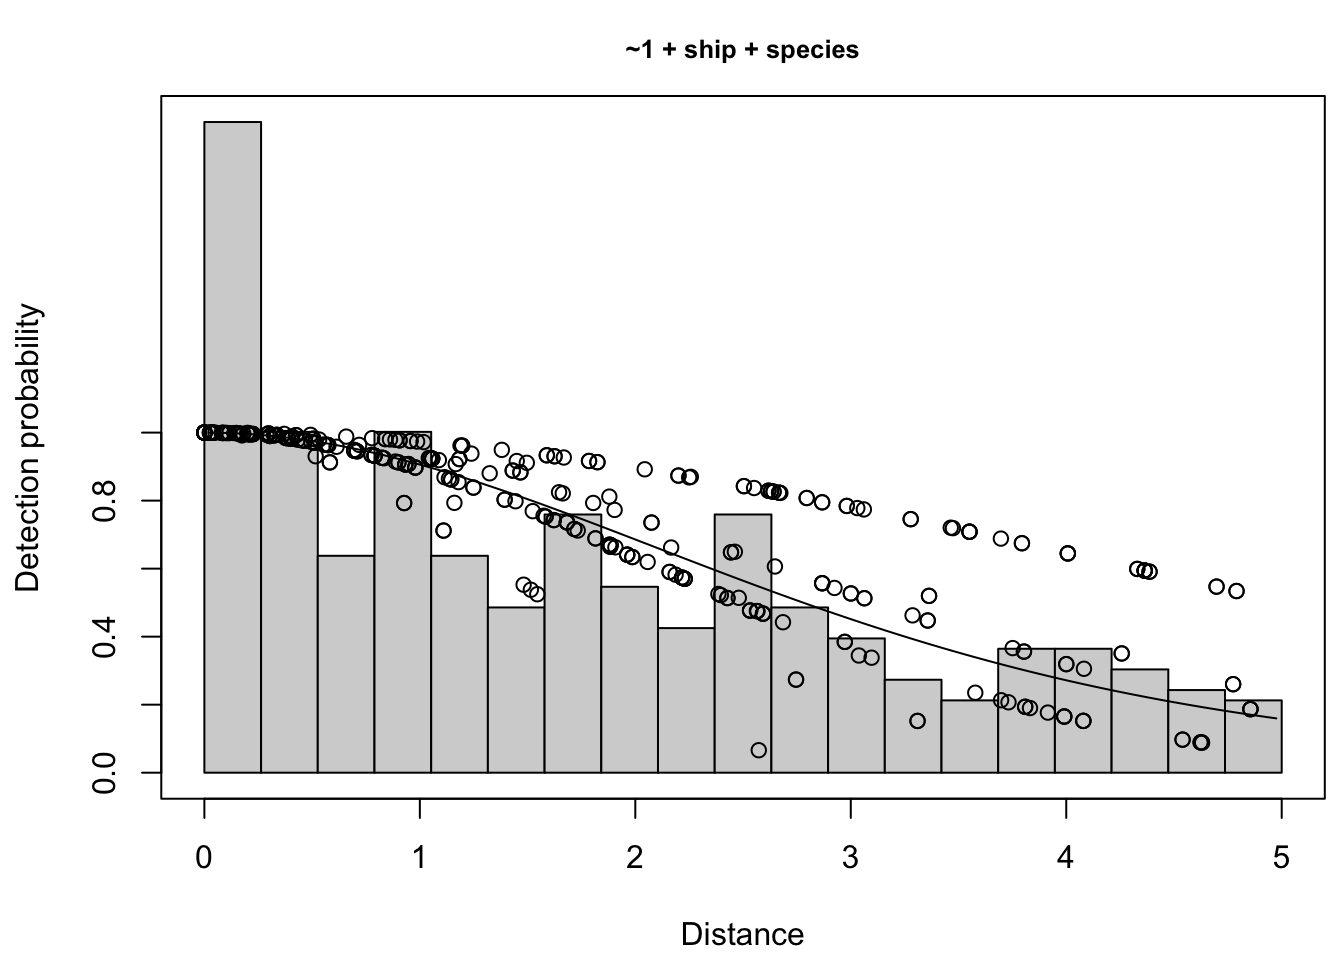 ~1 + ship + species
Detection probability
0.8
0.4
0.0
0 1 2 3 4 5
Distance